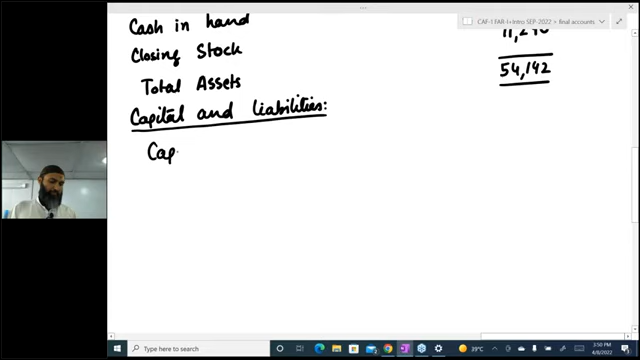 CAF-1 FAR-I+Intro SEP-2022 > final accounts
Cash in hand
Closing Stock
Total Assets 54,142
Capital and Liabilities:
Cap
Type here to search
39°C
3:50 PM
4/8/2022